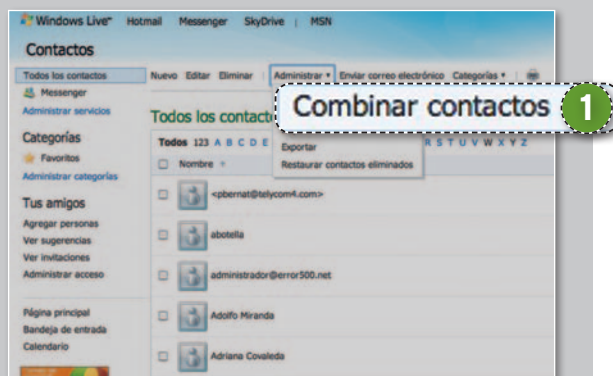 Windows Live™ Hotmail Messenger SkyDrive | MSN
Contactos
Todos los contactos
Messenger
Administrar servicios
Categorías
Favoritos
Administrar categorías
Tus amigos
Agregar personas
Ver sugerencias
Ver invitaciones
Administrar acceso
Página principal
Bandeja de entrada
Calendario
Nuevo Editar Eliminar | Administrar Enviar correo electrónico Categorías
Combinar contactos 1
Todos los contact
Todos 123 A B C D E R S T U V W X Y Z
Exportar
Restaurar contactos eliminados
Nombre
<pbernat@telycom4.com>
abotella
administrador@error500.net
Adolfo Miranda
Adriana Covaleda